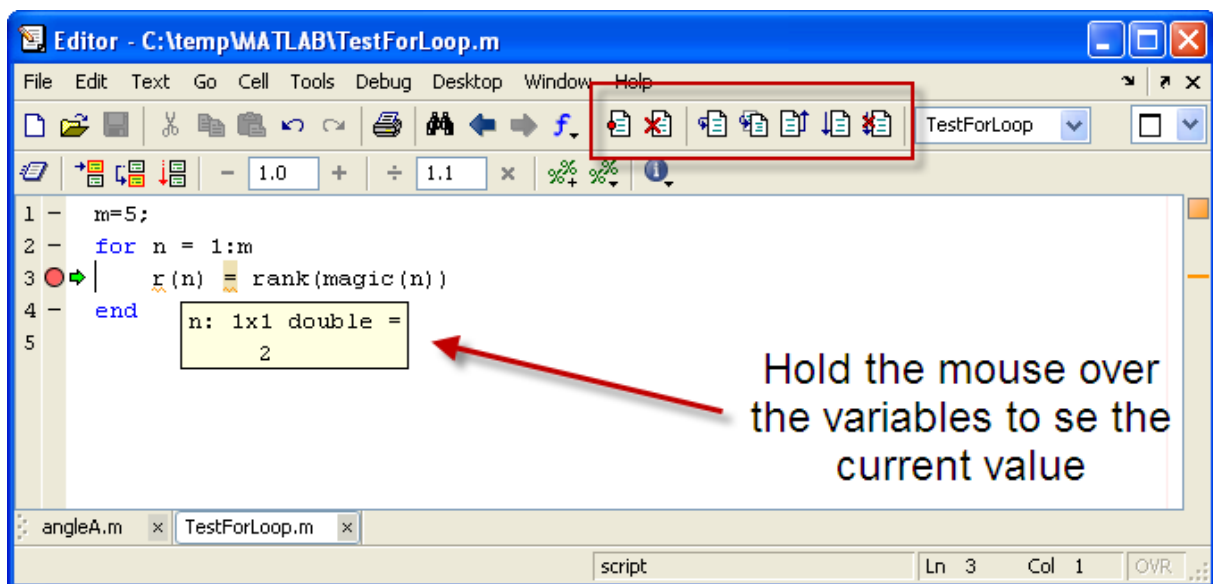 Editor - C:\temp\MATLAB\TestForLoop.m
File Edit Text Go Cell Tools Debug Desktop Window Help
f
TestForLoop
- 1.0 + ÷ 1.1 × %+ %
1 - m=5;
2 - for n = 1:m
3 r(n) = rank(magic(n))
4 - end
5
n: 1x1 double =
2
Hold the mouse over
the variables to se the
current value
angleA.m × TestForLoop.m ×
script Ln 3 Col 1 OVR